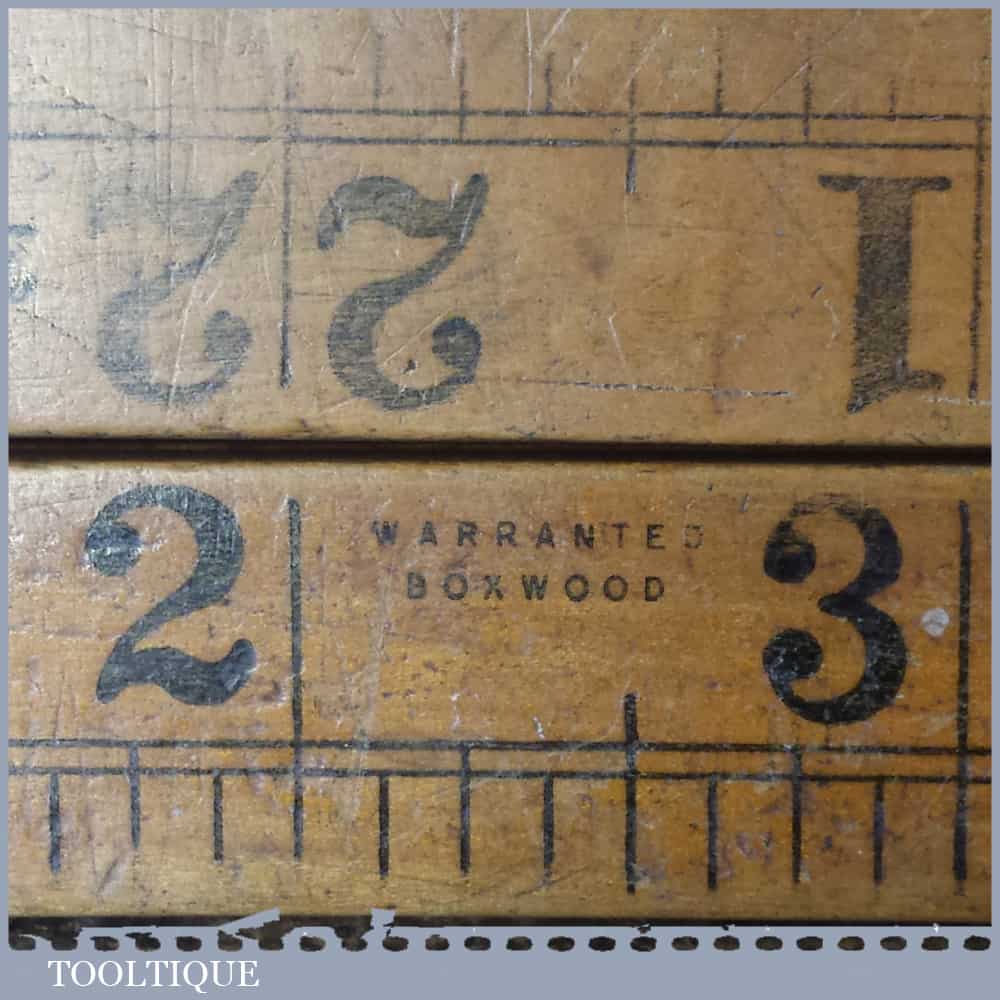 1 22
2 WARRANTED 3
BOXWOOD
TOOLTIQUE